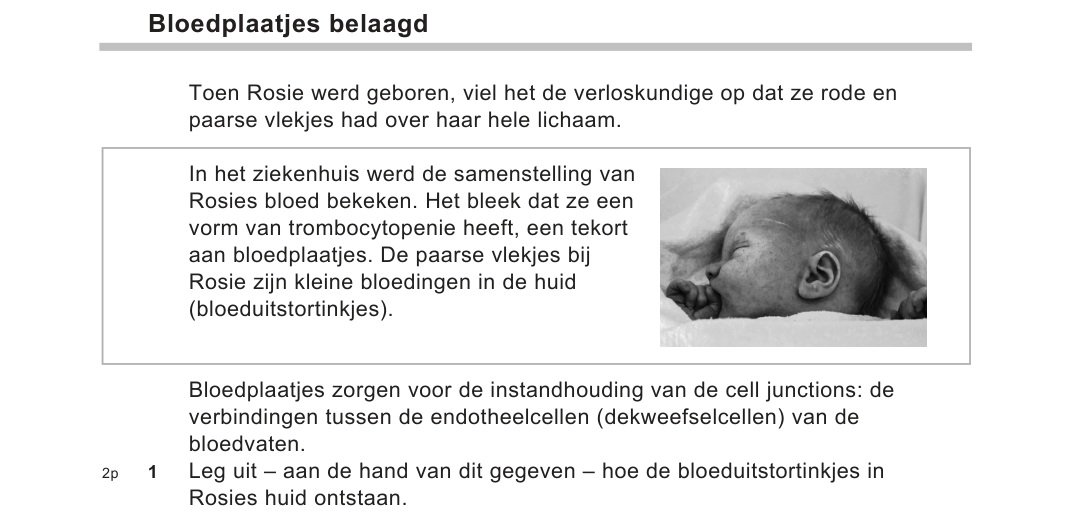 Bloedplaatjes belaagd
Toen Rosie werd geboren, viel het de verloskundige op dat ze rode en
paarse vlekjes had over haar hele lichaam.
In het ziekenhuis werd de samenstelling van
Rosies bloed bekeken. Het bleek dat ze een
vorm van trombocytopenie heeft, een tekort
aan bloedplaatjes. De paarse vlekjes bij
Rosie zijn kleine bloedingen in de huid
(bloeduitstortinkjes).
Bloedplaatjes zorgen voor de instandhouding van de cell junctions: de
verbindingen tussen de endotheelcellen (dekweefselcellen) van de
bloedvaten.
2p 1 Leg uit – aan de hand van dit gegeven – hoe de bloeduitstortinkjes in
Rosies huid ontstaan.